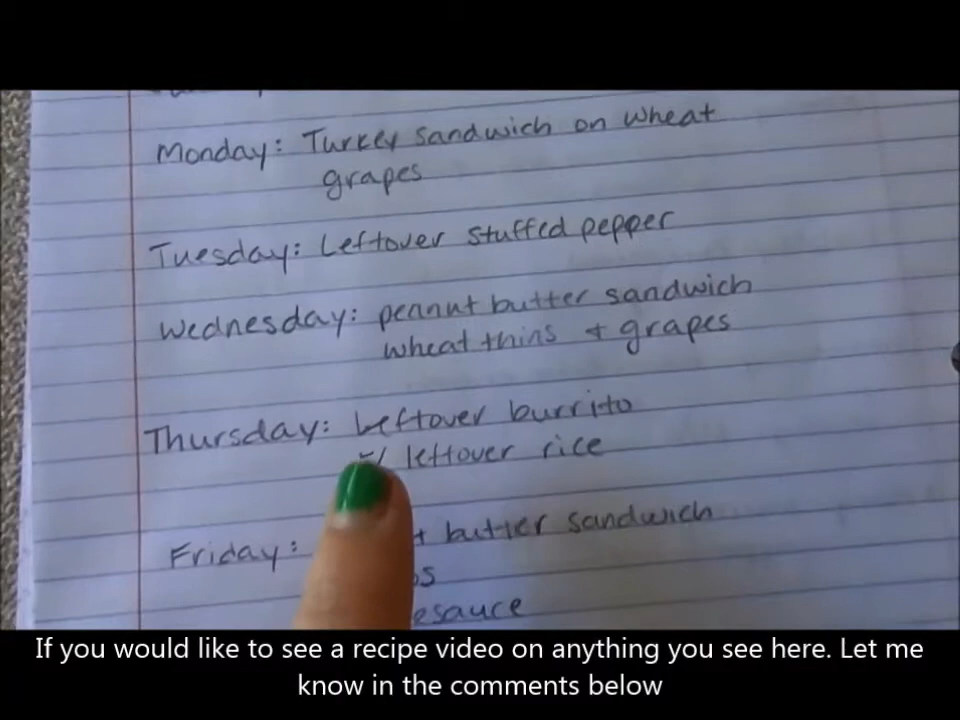 Monday: Turkey sandwich on wheat
grapes
Tuesday: Leftover stuffed pepper
Wednesday: peanut butter sandwich
wheat thins + grapes
Thursday: Leftover burrito
w/ leftover rice
Friday: butter sandwich
If you would like to see a recipe video on anything you see here. Let me
know in the comments below